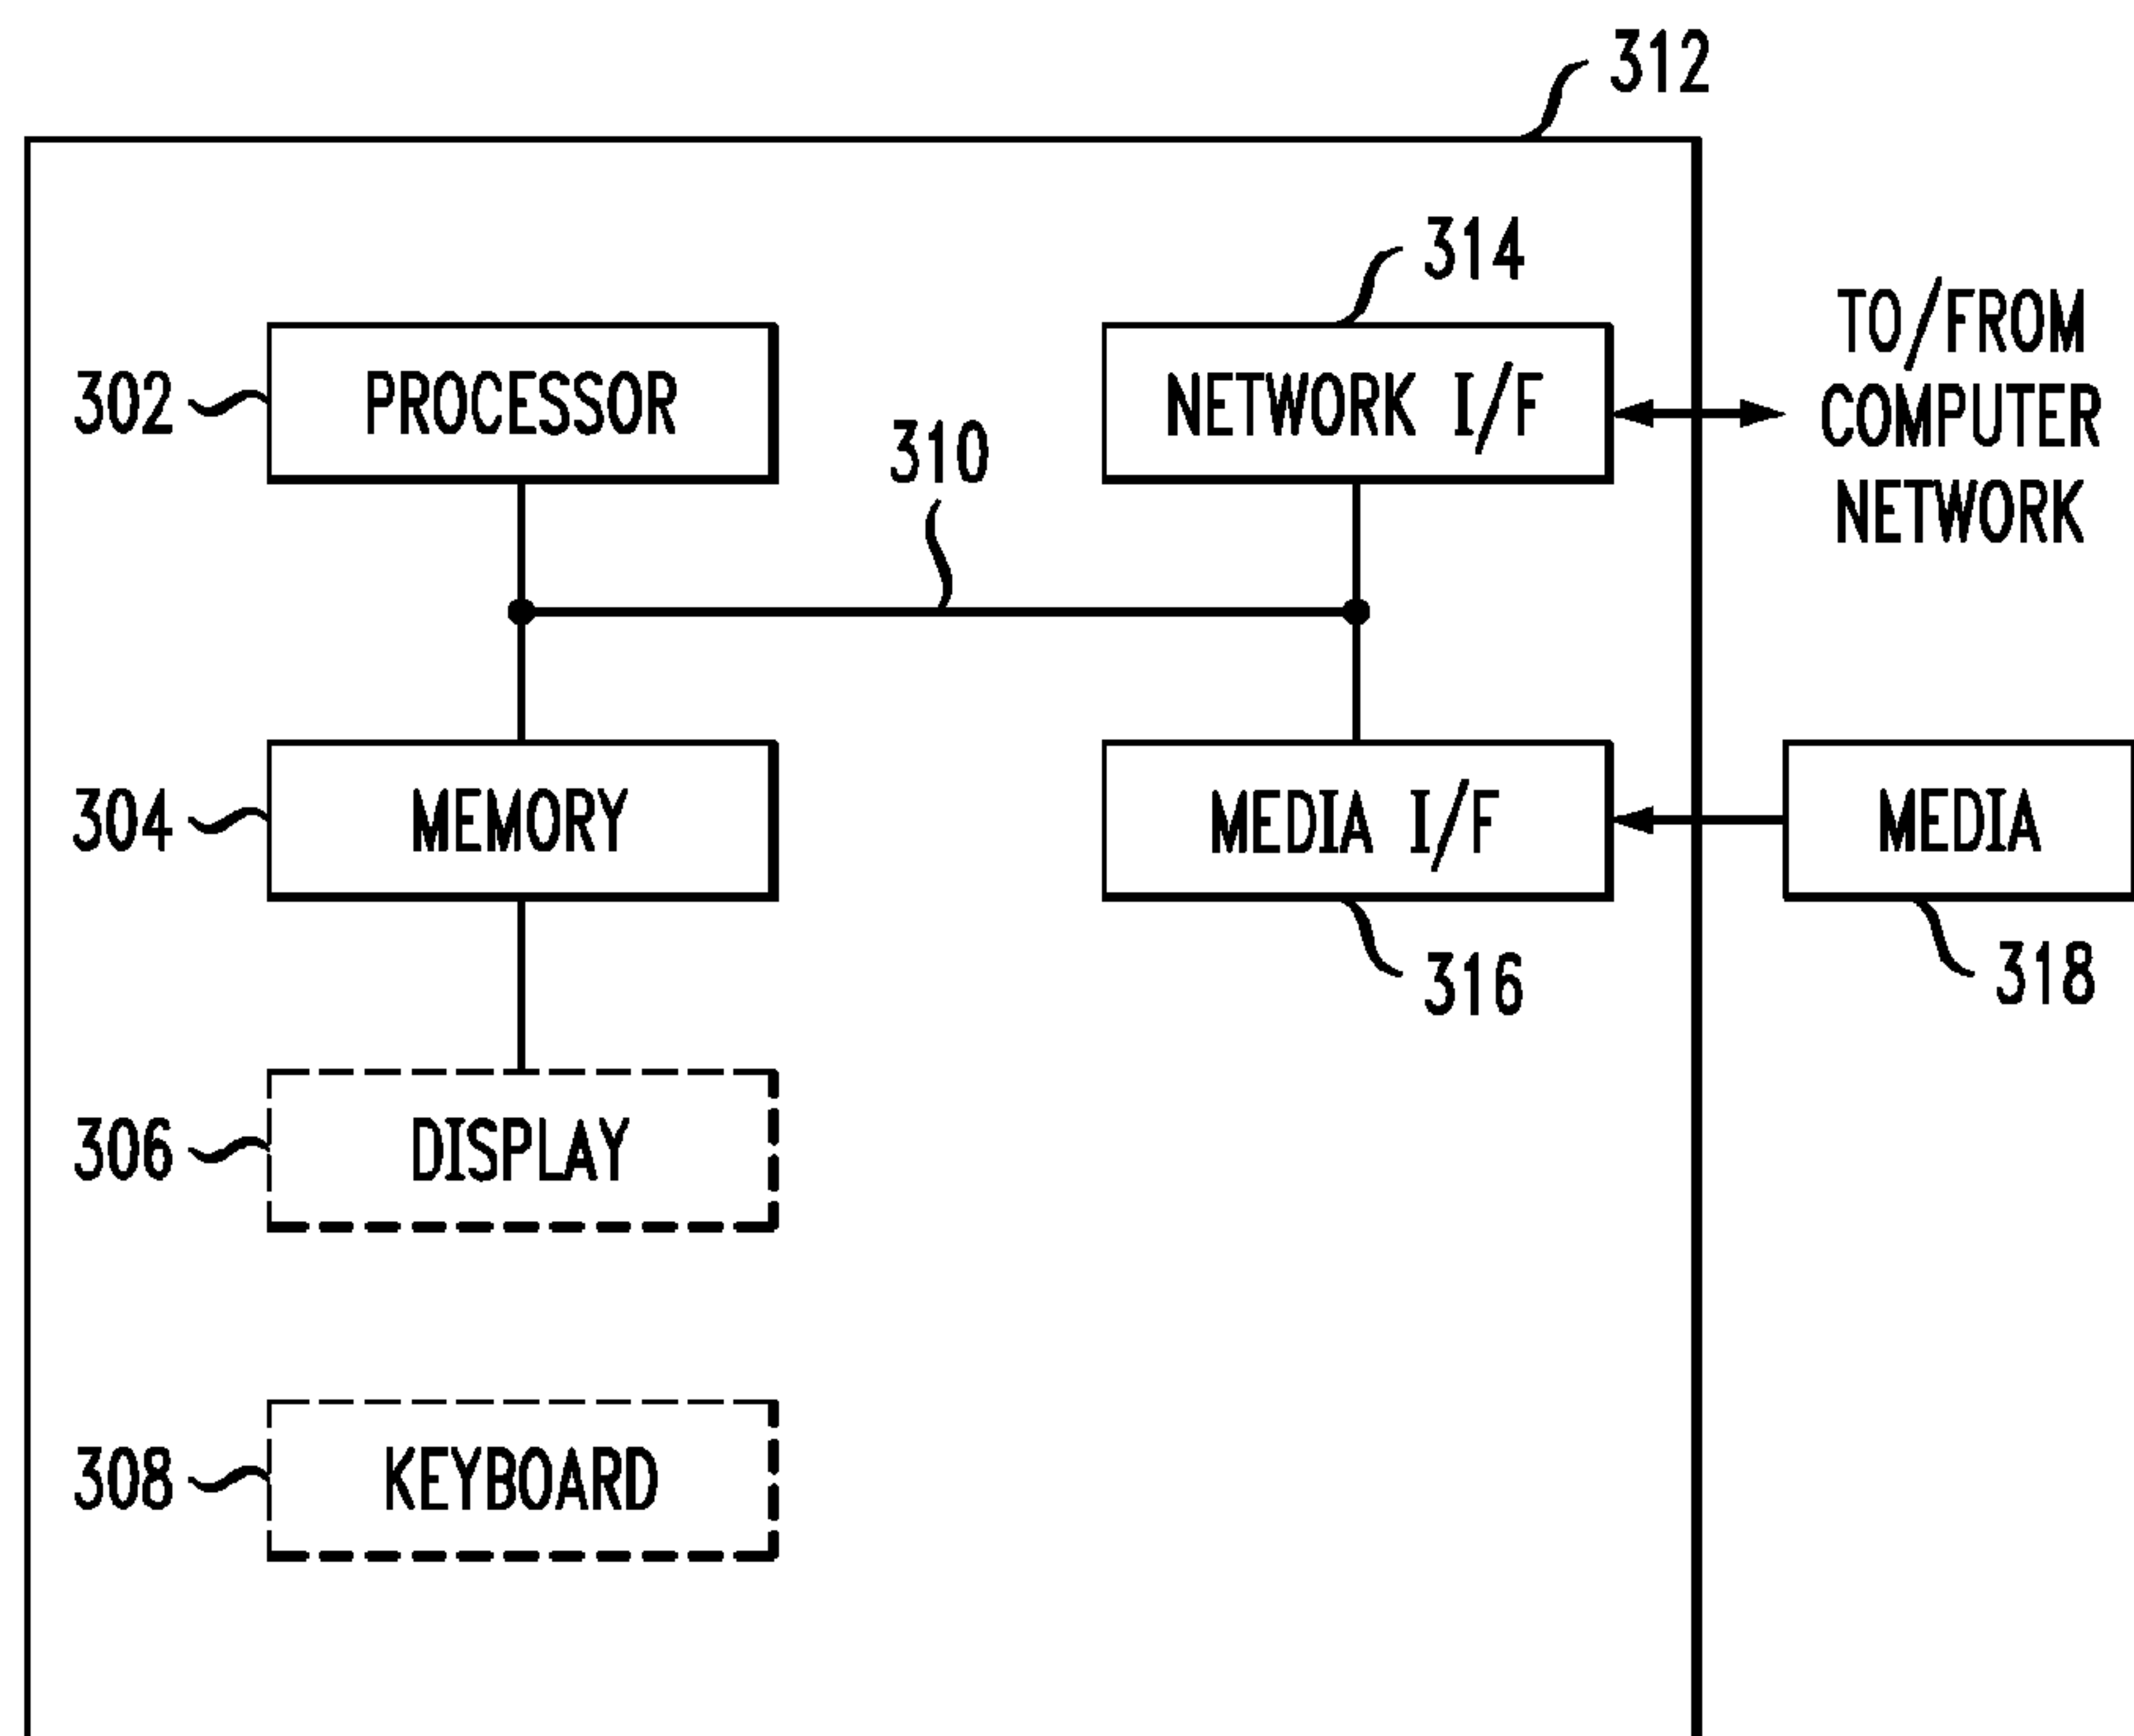 312
314
TO/FROM
COMPUTER
NETWORK
302
PROCESSOR
310
NETWORK I/F
304
MEMORY
MEDIA I/F
MEDIA
316
318
306
DISPLAY
308
KEYBOARD